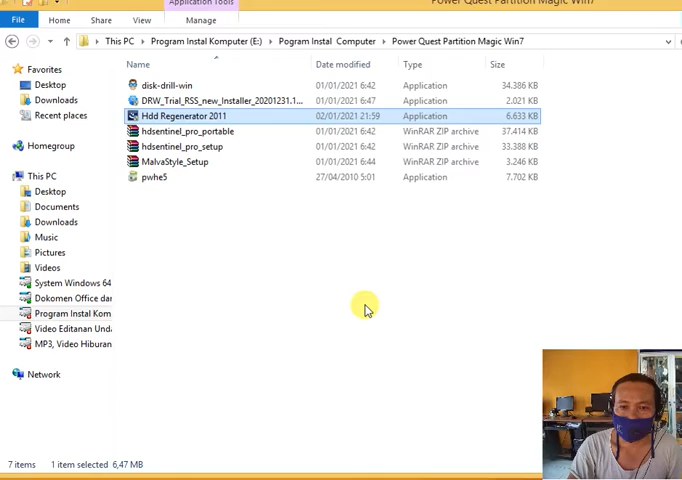 Application Tools
Power Quest Partition Magic Win7
File Home Share View Manage
This PC Program Instal Komputer (E:) Pogram Instal Computer Power Quest Partition Magic Win7
Name Date modified Type Size
Favorites
Desktop
Downloads
Recent places
Homegroup
This PC
Desktop
Documents
Downloads
Music
Pictures
Videos
System Windows 64
Dokomen Office dar
Program Instal Kom
Video Editanan Unda
MP3, Video Hiburan
Network
disk-drill-win 01/01/2021 6:42 Application 34.386 KB
DRW_Trial_RSS_new_Installer_20201231.1... 01/01/2021 6:47 Application 2.021 KB
Hdd Regenerator 2011 02/01/2021 21:59 Application 6.633 KB
hdsentinel_pro_portable 01/01/2021 6:42 WinRAR ZIP archive 37.414 KB
hdsentinel_pro_setup 01/01/2021 6:42 WinRAR ZIP archive 33.388 KB
MalvaStyle_Setup 01/01/2021 6:44 WinRAR ZIP archive 3.246 KB
pwhe5 27/04/2010 5:01 Application 7.702 KB
7 items 1 item selected 6,47 MB